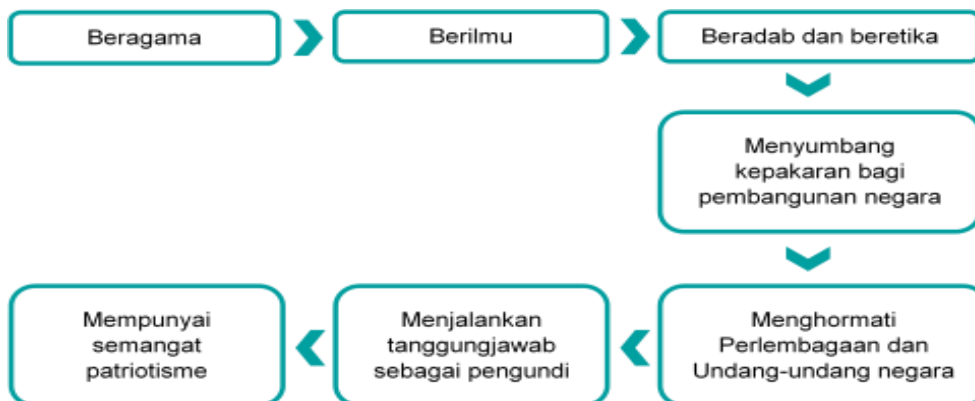 Beragama
Berilmu
Beradab dan beretika
Menyumbang
kepakaran bagi
pembangunan negara
Menghormati
Perlembagaan dan
Undang-undang negara
Menjalankan
tanggungjawab
sebagai pengundi
Mempunyai
semangat
patriotisme